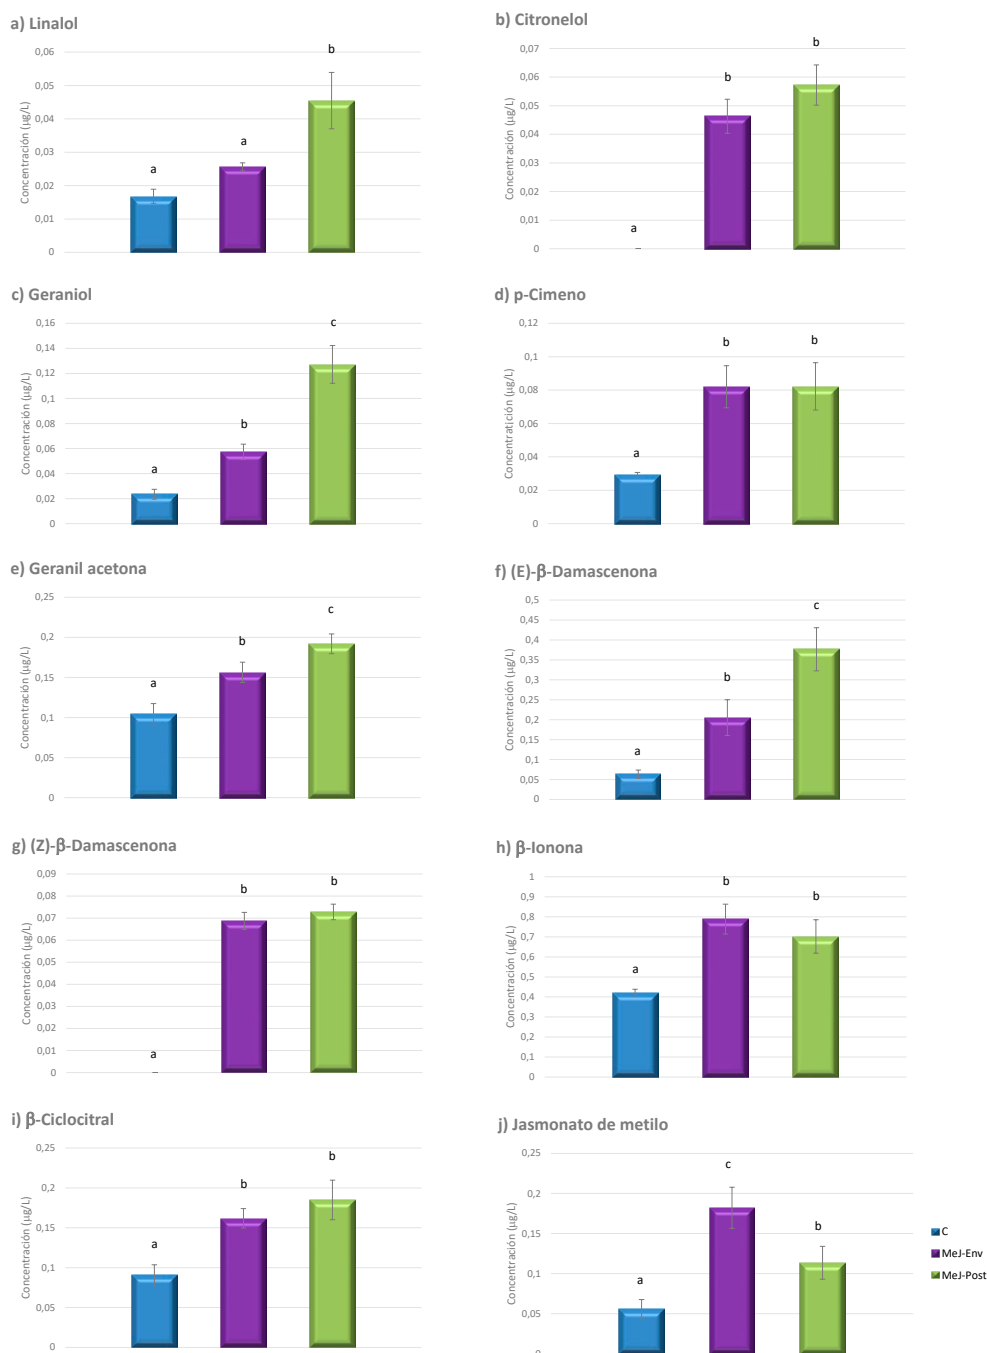 a) Linalol
Concentración (µg/L)
0,06
0,05
0,04
0,03
0,02
0,01
0
a
a
b
b) Citronelol
Concentración (µg/L)
0,07
0,06
0,05
0,04
0,03
0,02
0,01
0
a
b
b
c) Geraniol
Concentración (µg/L)
0,16
0,14
0,12
0,1
0,08
0,06
0,04
0,02
0
a
b
c
d) p-Cimeno
Concentratición (µg/L)
0,12
0,1
0,08
0,06
0,04
0,02
0
a
b
b
e) Geranil acetona
Concentración (µg/L)
0,25
0,2
0,15
0,1
0,05
0
a
b
c
f) (E)-β-Damascenona
Concentración (µg/L)
0,5
0,45
0,4
0,35
0,3
0,25
0,2
0,15
0,1
0,05
0
a
b
c
g) (Z)-β-Damascenona
Concentración (µg/L)
0,09
0,08
0,07
0,06
0,05
0,04
0,03
0,02
0,01
0
a
b
b
h) β-Ionona
Concentración (µg/L)
1
0,9
0,8
0,7
0,6
0,5
0,4
0,3
0,2
0,1
0
a
b
b
i) β-Ciclocitral
Concentración (µg/L)
0,25
0,2
0,15
0,1
0,05
0
a
b
b
j) Jasmonato de metilo
Concentración (µg/L)
0,25
0,2
0,15
0,1
0,05
0
a
c
b
C
MeJ-Env
MeJ-Post